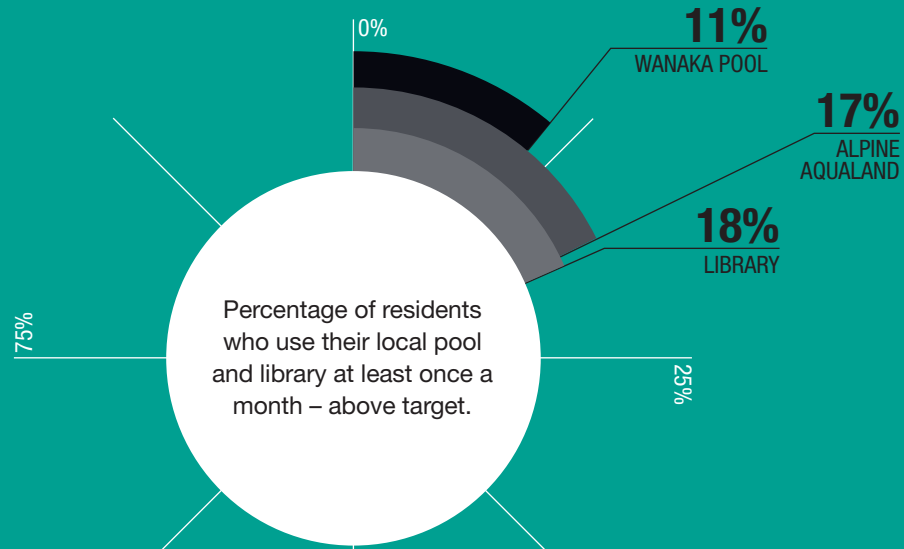 0%
11%
WANAKA POOL
17%
ALPINE
AQUALAND
18%
LIBRARY
Percentage of residents
who use their local pool
and library at least once a
month – above target.
75%
25%